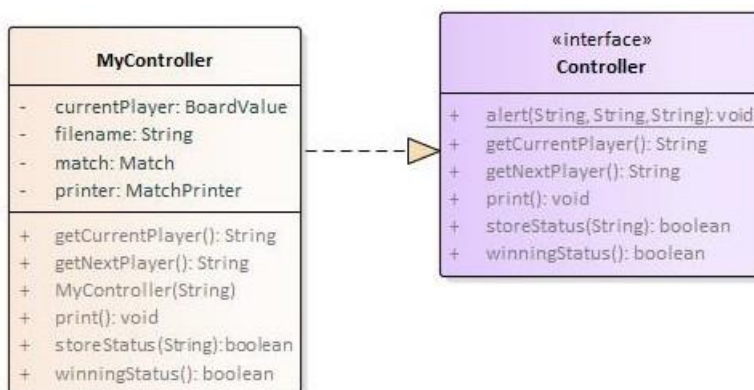 MyController
- currentPlayer: BoardValue
- filename: String
- match: Match
- printer: MatchPrinter
+ getCurrentPlayer(): String
+ getNextPlayer(): String
+ MyController(String)
+ print(): void
+ storeStatus(String):boolean
+ winningStatus(): boolean
«interface»
Controller
+ alert(String,String,String):void
+ getCurrentPlayer(): String
+ getNextPlayer(): String
+ print(): void
+ storeStatus(String): boolean
+ winningStatus(): boolean